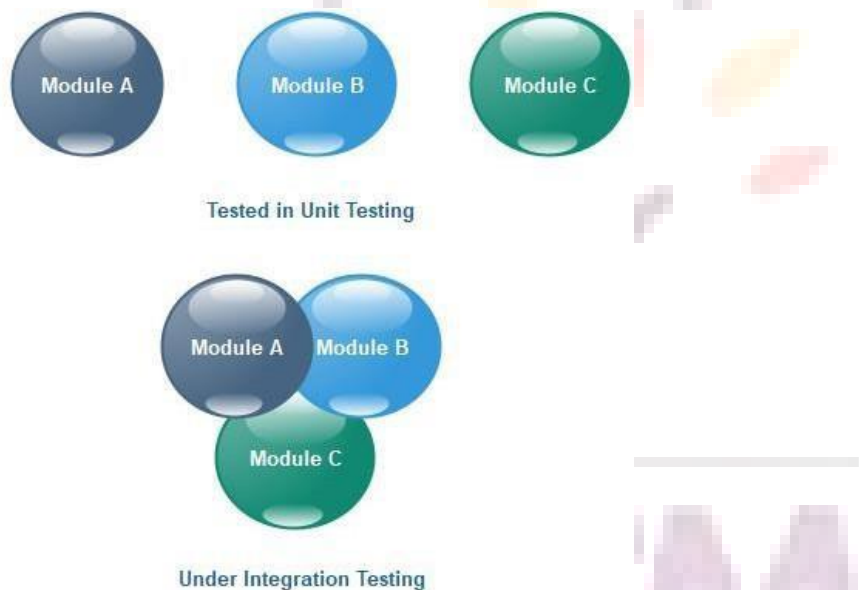 Module A
Module B
Module C
Tested in Unit Testing
Module A
Module B
Module C
Under Integration Testing